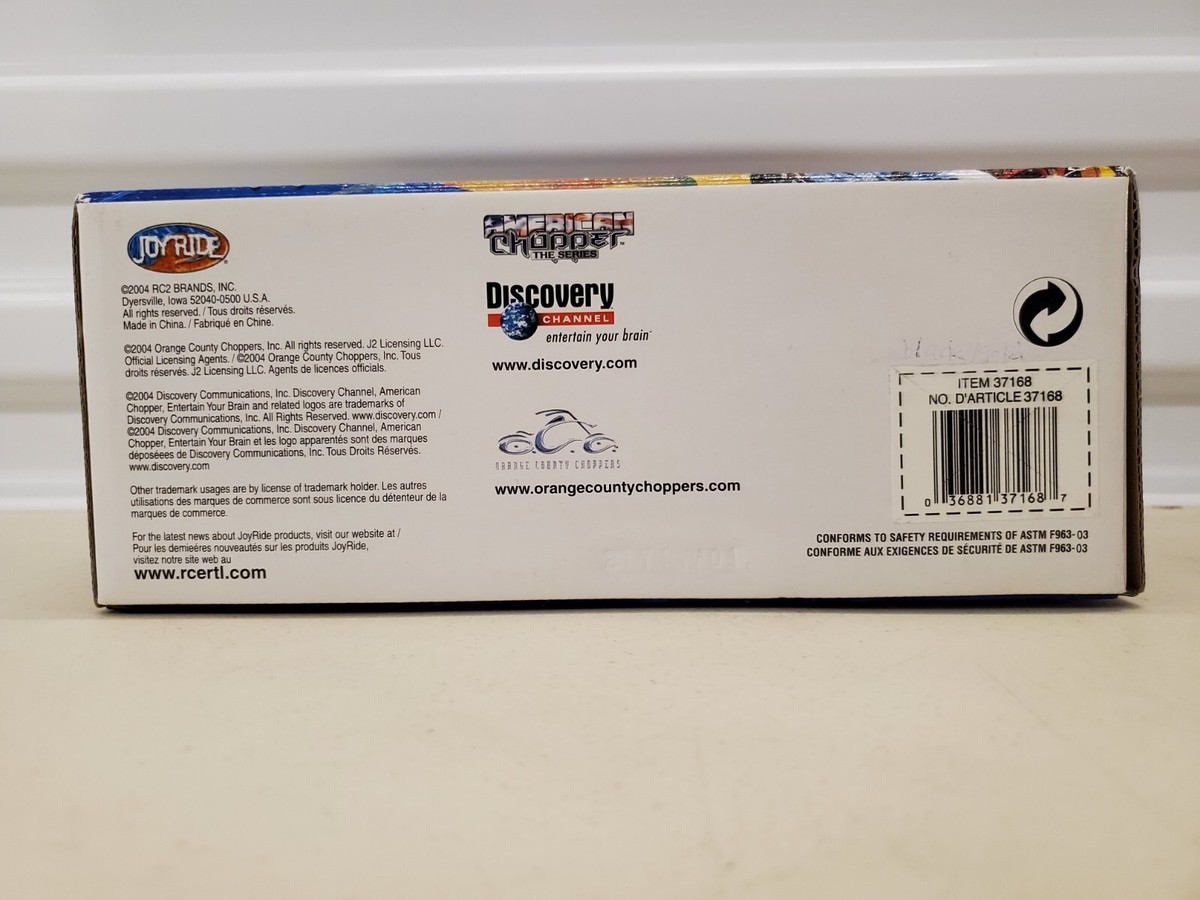 JOYRIDE
©2004 RC2 BRANDS, INC.
Dyersville, Iowa 52040-0500 U.S.A.
All rights reserved. / Tous droits réservés.
Made in China. / Fabriqué en Chine.
©2004 Orange County Choppers, Inc. All rights reserved. J2 Licensing LLC.
Official Licensing Agents. / ©2004 Orange County Choppers, Inc. Tous
droits réservés. J2 Licensing LLC. Agents de licences officials.
©2004 Discovery Communications, Inc. Discovery Channel, American
Chopper, Entertain Your Brain and related logos are trademarks of
Discovery Communications, Inc. All Rights Reserved. www.discovery.com /
©2004 Discovery Communications, Inc. Discovery Channel, American
Chopper, Entertain Your Brain et les logo apparentés sont des marques
déposéees de Discovery Communications, Inc. Tous Droits Réservés.
www.discovery.com
Other trademark usages are by license of trademark holder. Les autres
utilisations des marques de commerce sont sous licence du détenteur de la
marques de commerce.
For the latest news about JoyRide products, visit our website at /
Pour les demieéres nouveautés sur les produits JoyRide,
visitez notre site web au
www.rcertl.com
AMERICAN
Chopper™
THE SERIES
Discovery
CHANNEL
entertain your brain™
www.discovery.com
ORANGE COUNTY CHOPPERS
www.orangecountychoppers.com
ITEM 37168
NO. D'ARTICLE 37168
0 36881 37168 7
CONFORMS TO SAFETY REQUIREMENTS OF ASTM F963-03
CONFORME AUX EXIGENCES DE SÉCURITÉ DE ASTM F963-03